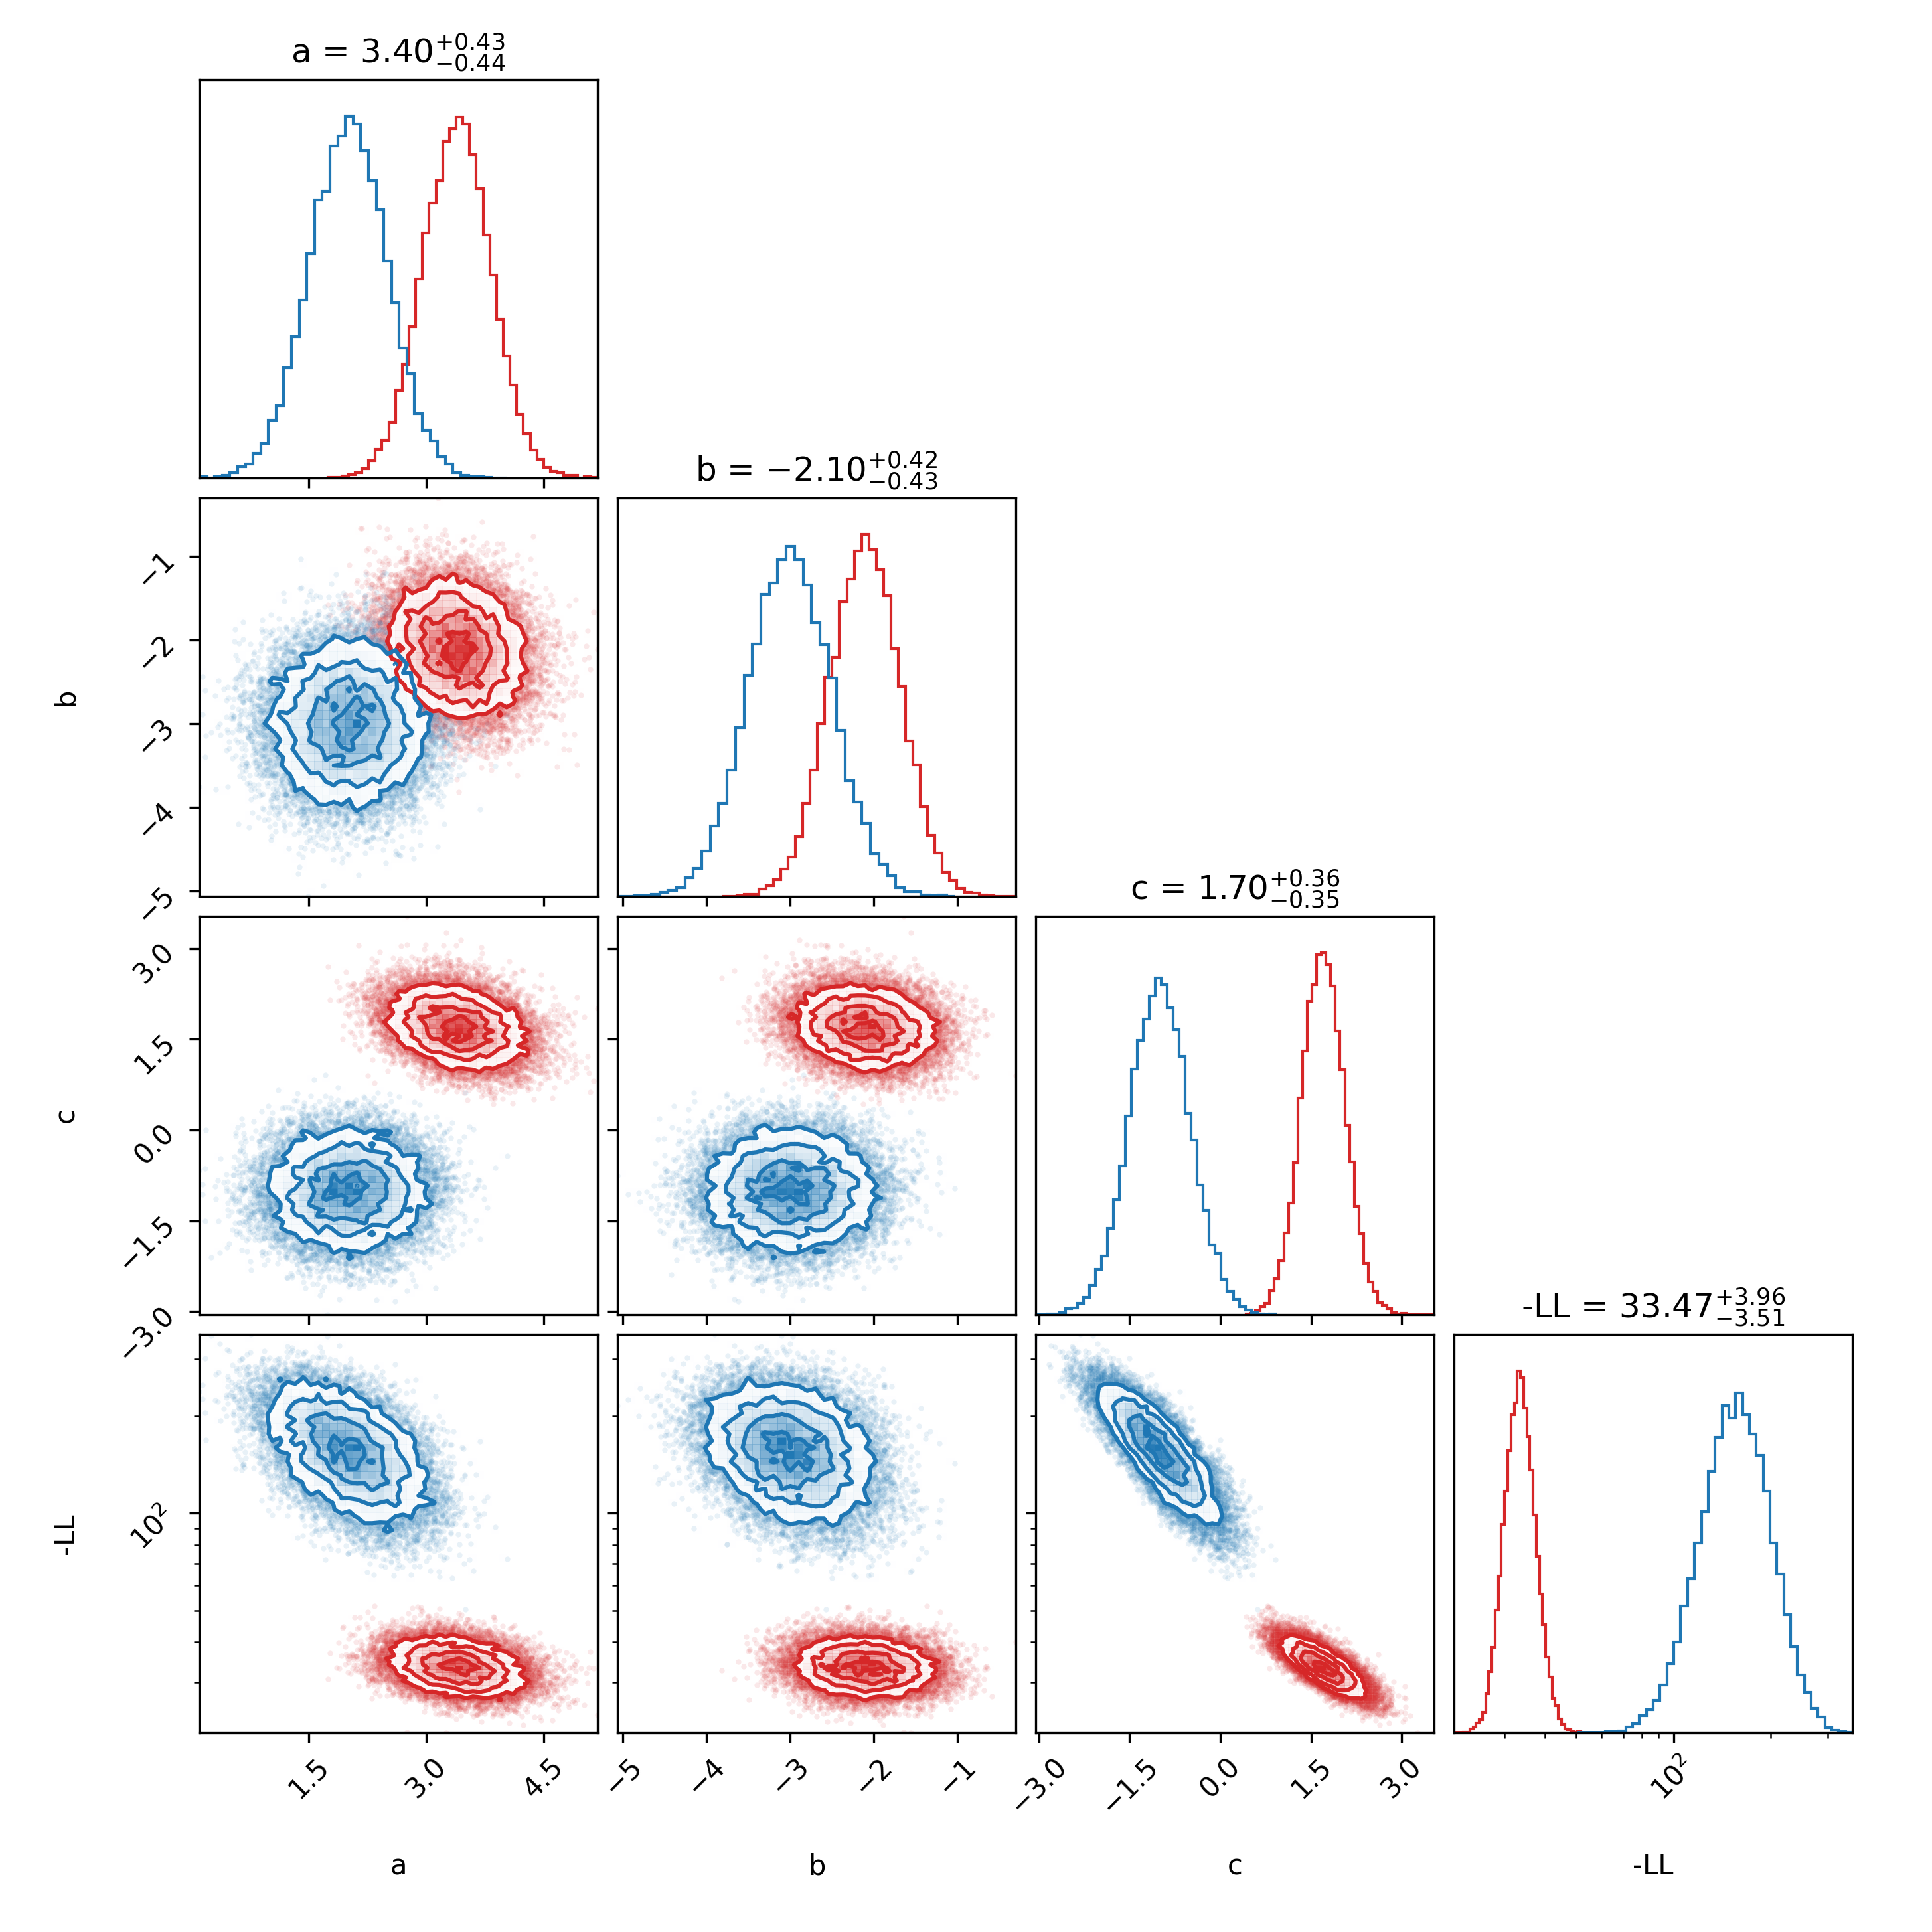 a = 3.40+0.43−0.44
b = −2.10+0.42−0.43
−1
−2
−3
−4
−5
b
c = 1.70+0.36−0.35
3.0
1.5
0.0
−1.5
−3.0
c
-LL = 33.47+3.96−3.51
10²
-LL
1.5 3.0 4.5 −5 −4 −3 −2 −1 −3.0 −1.5 0.0 1.5 3.0 10²
a b c -LL